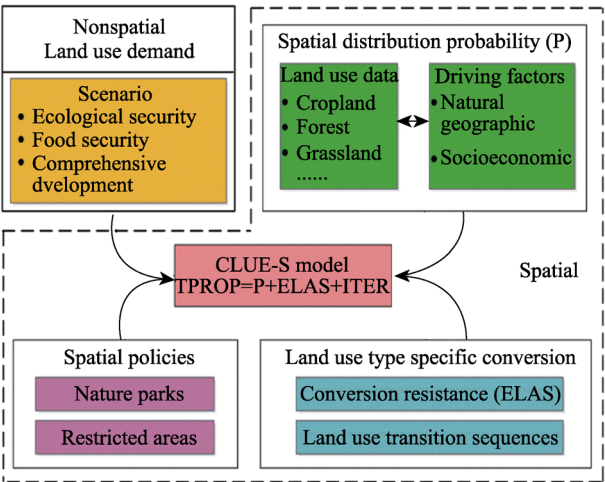 Nonspatial
Land use demand
Scenario
• Ecological security
• Food security
• Comprehensive
dvelopment
Spatial distribution probability (P)
Land use data
• Cropland
• Forest
• Grassland
......
Driving factors
• Natural
geographic
• Socioeconomic
CLUE-S model
TPROP=P+ELAS+ITER
Spatial
Spatial policies
Nature parks
Restricted areas
Land use type specific conversion
Conversion resistance (ELAS)
Land use transition sequences